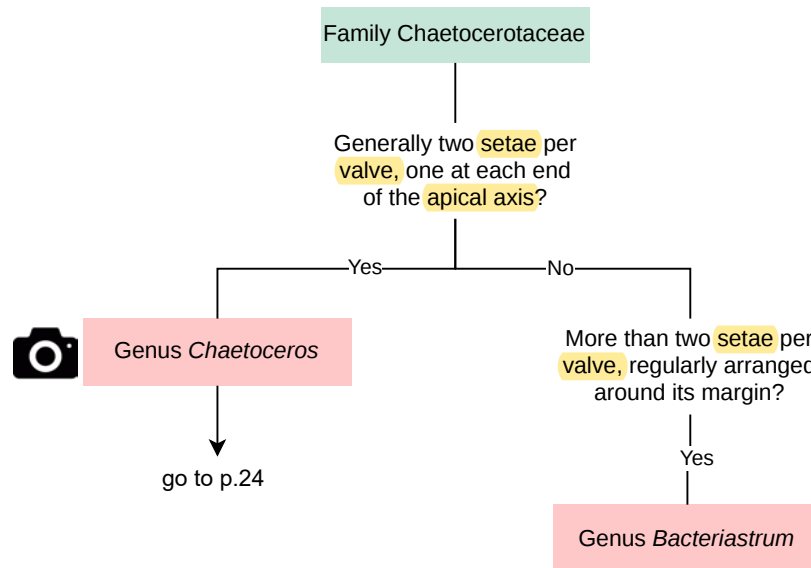 Family Chaetocerotaceae
Generally two setae per
valve, one at each end
of the apical axis?
Yes
No
Genus Chaetoceros
More than two setae per
valve, regularly arranged
around its margin?
go to p.24
Yes
Genus Bacteriastrum